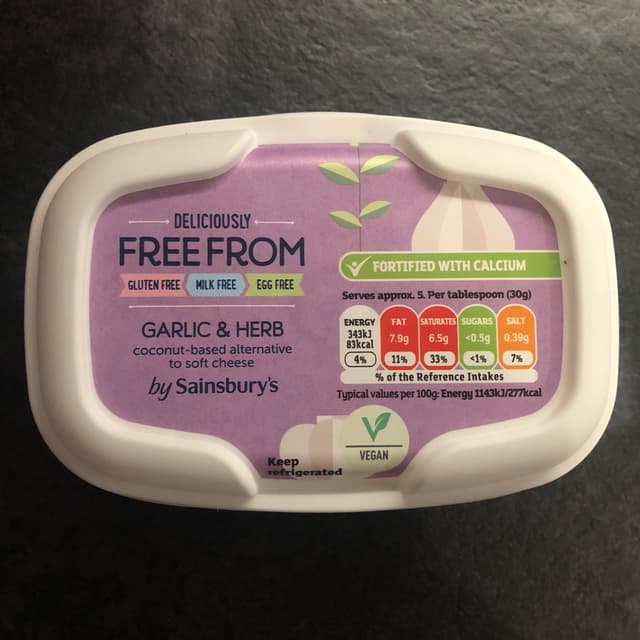 DELICIOUSLY
FREE FROM
GLUTEN FREE MILK FREE EGG FREE
GARLIC & HERB
coconut-based alternative
to soft cheese
by Sainsbury's
FORTIFIED WITH CALCIUM
Serves approx. 5. Per tablespoon (30g)
ENERGY FAT SATURATES SUGARS SALT
343kJ
83kcal 7.9g 6.5g <0.5g 0.39g
4% 11% 33% <1% 7%
% of the Reference Intakes
Typical values per 100g: Energy 1143kJ/277kcal
VEGAN
Keep
refrigerated